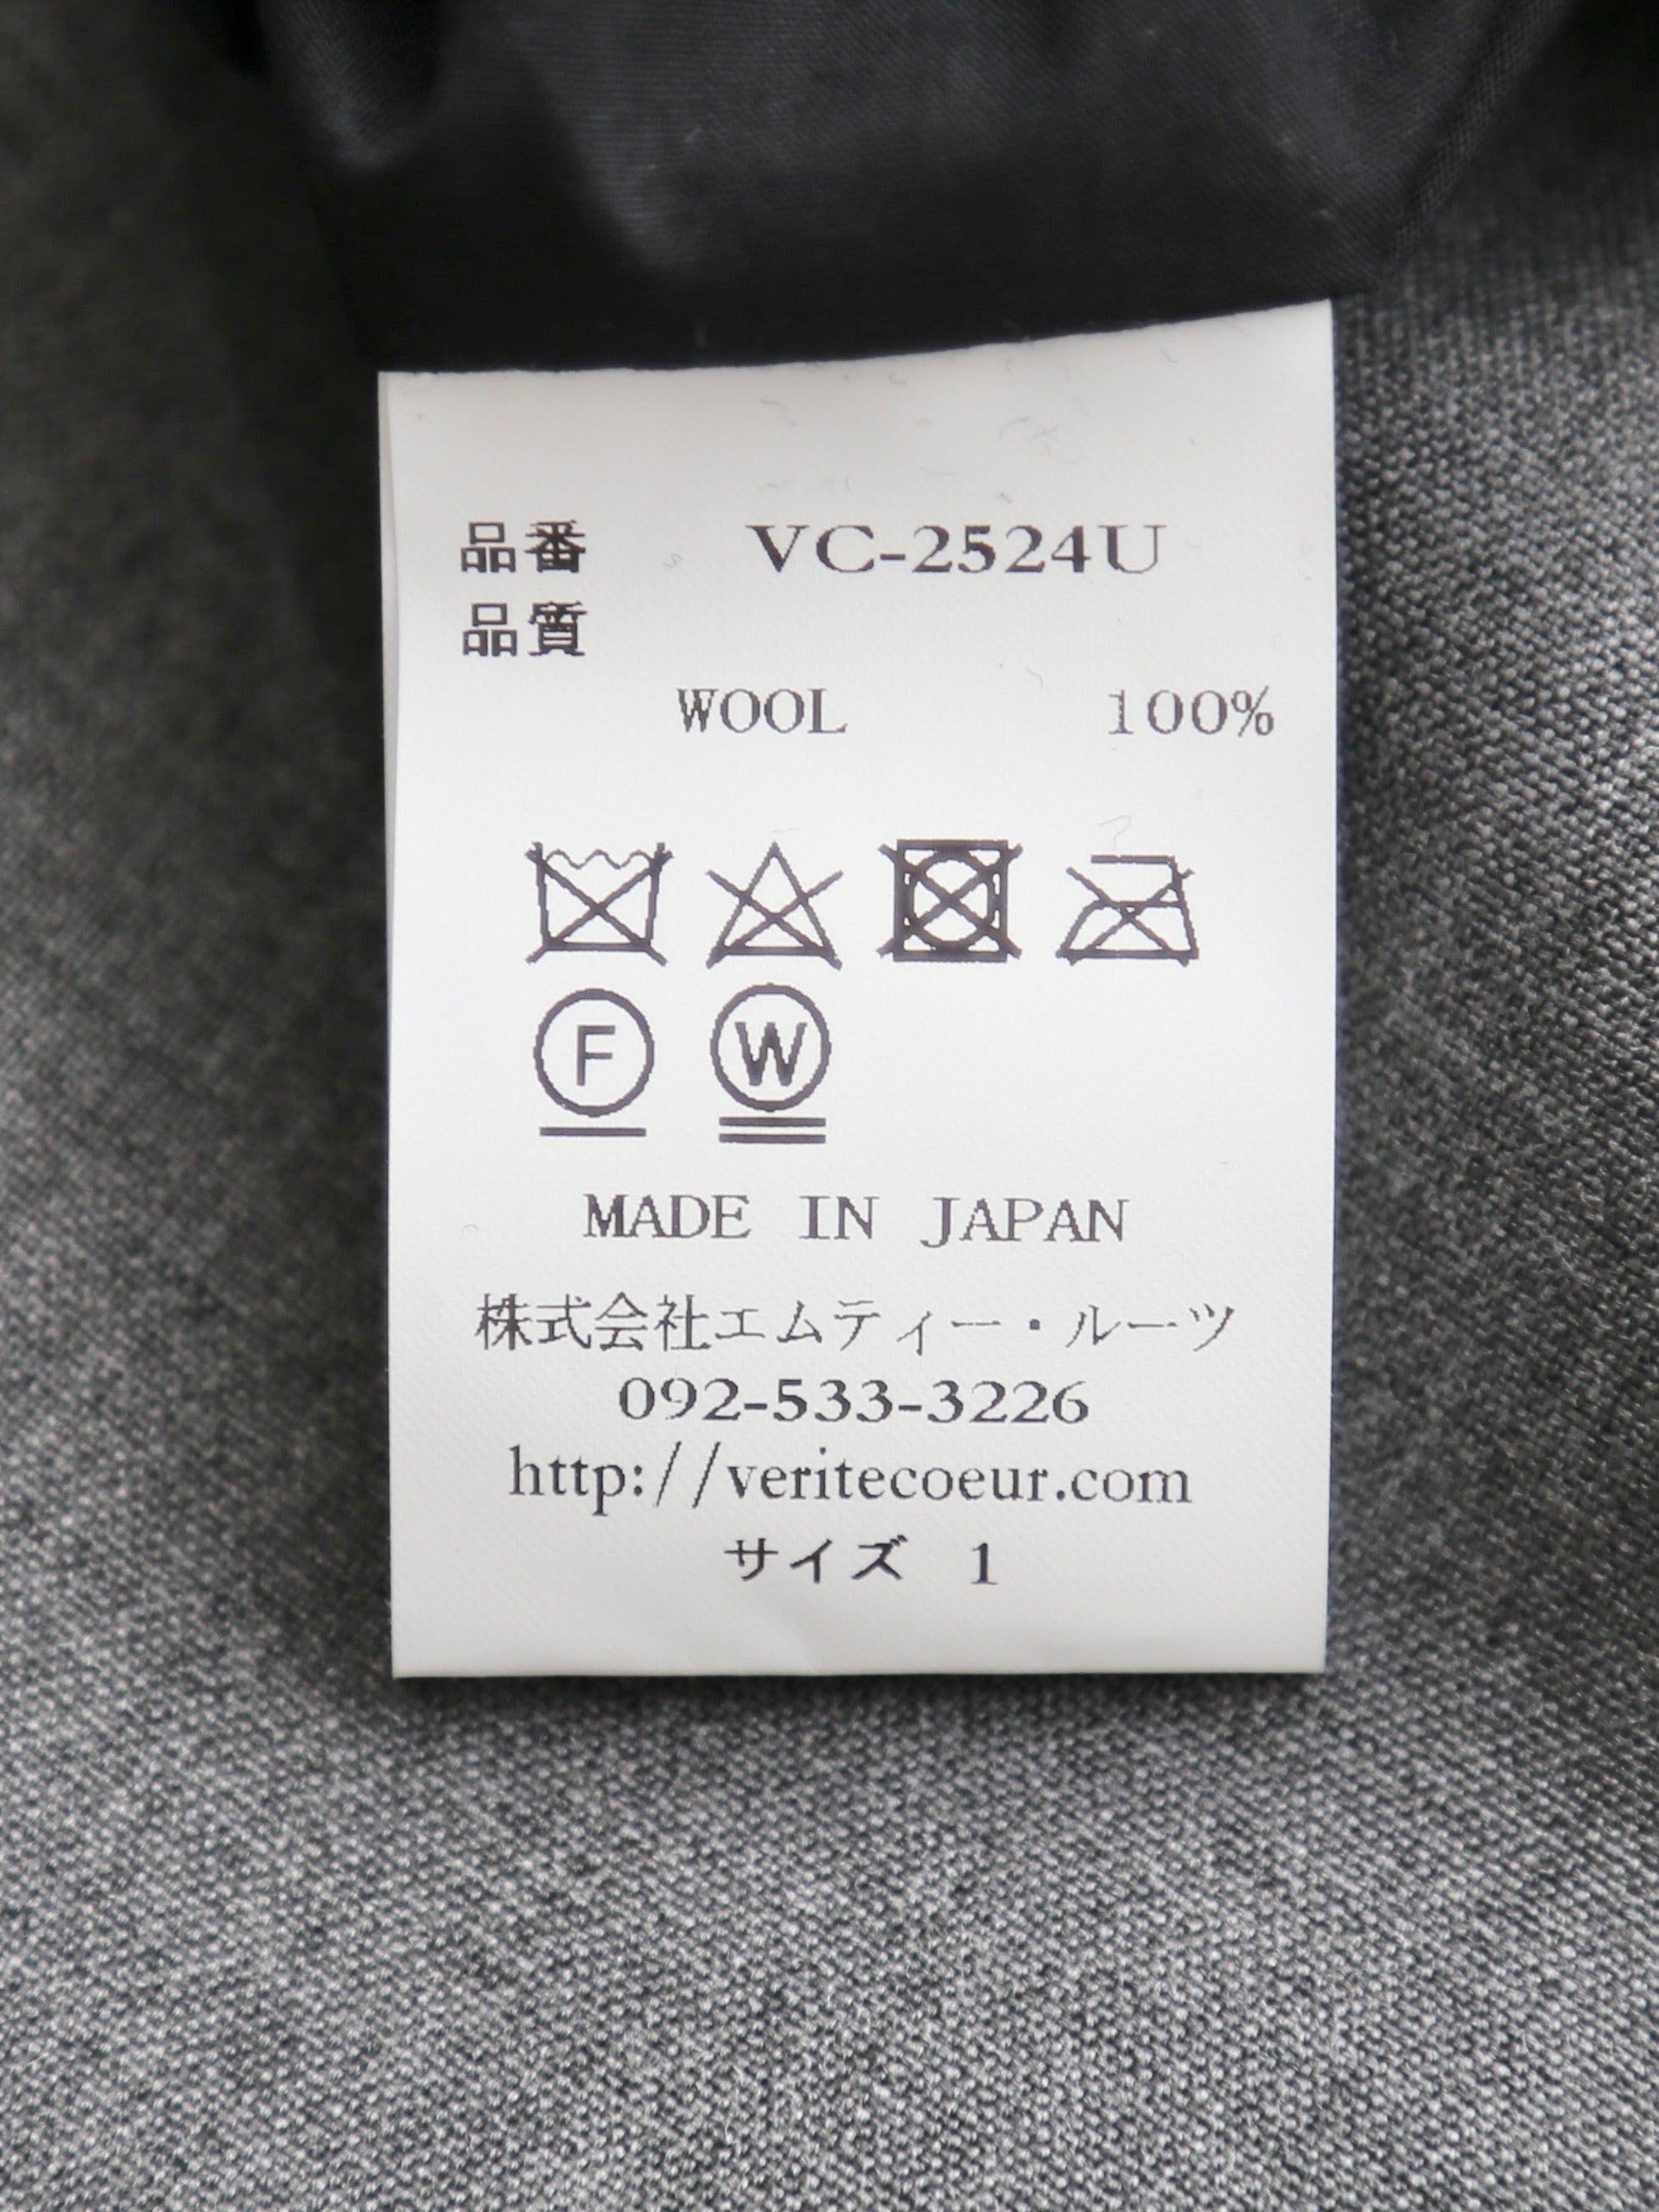 品番 VC-2524U
品質
WOOL 100%
F W
MADE IN JAPAN
株式会社エムティー・ルーツ
092-533-3226
http://veritecoeur.com
サイズ 1